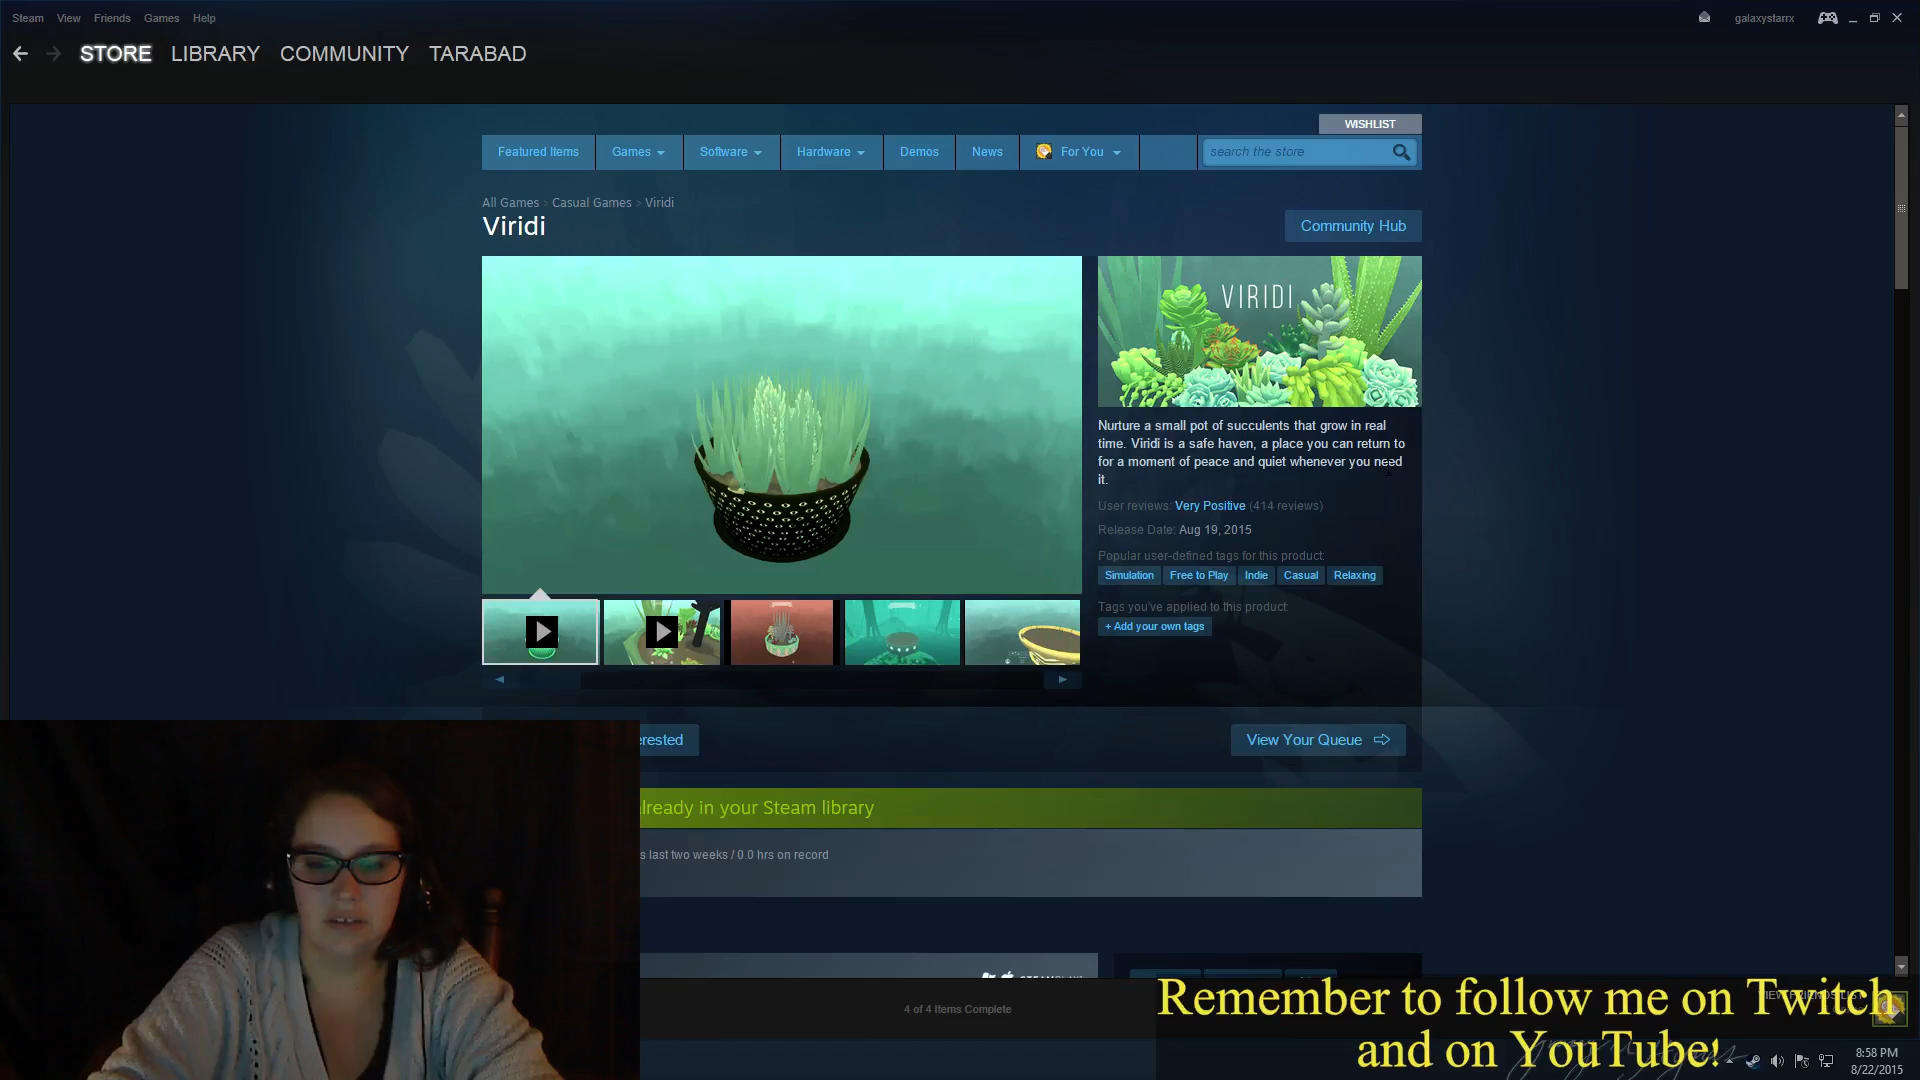 Steam View Friends Games Help
galaxystarrx
STORE LIBRARY COMMUNITY TARABAD
WISHLIST
Featured Items Games Software Hardware Demos News For You search the store
All Games > Casual Games > Viridi
Viridi
Community Hub
VIRIDI
Nurture a small pot of succulents that grow in real
time. Viridi is a safe haven, a place you can return to
for a moment of peace and quiet whenever you need
it.
User reviews: Very Positive (414 reviews)
Release Date: Aug 19, 2015
Popular user-defined tags for this product:
Simulation Free to Play Indie Casual Relaxing
Tags you've applied to this product:
+ Add your own tags
erested
View Your Queue
already in your Steam library
s last two weeks / 0.0 hrs on record
4 of 4 Items Complete
Remember to follow me on Twitch
and on YouTube!
8:58 PM
8/22/2015